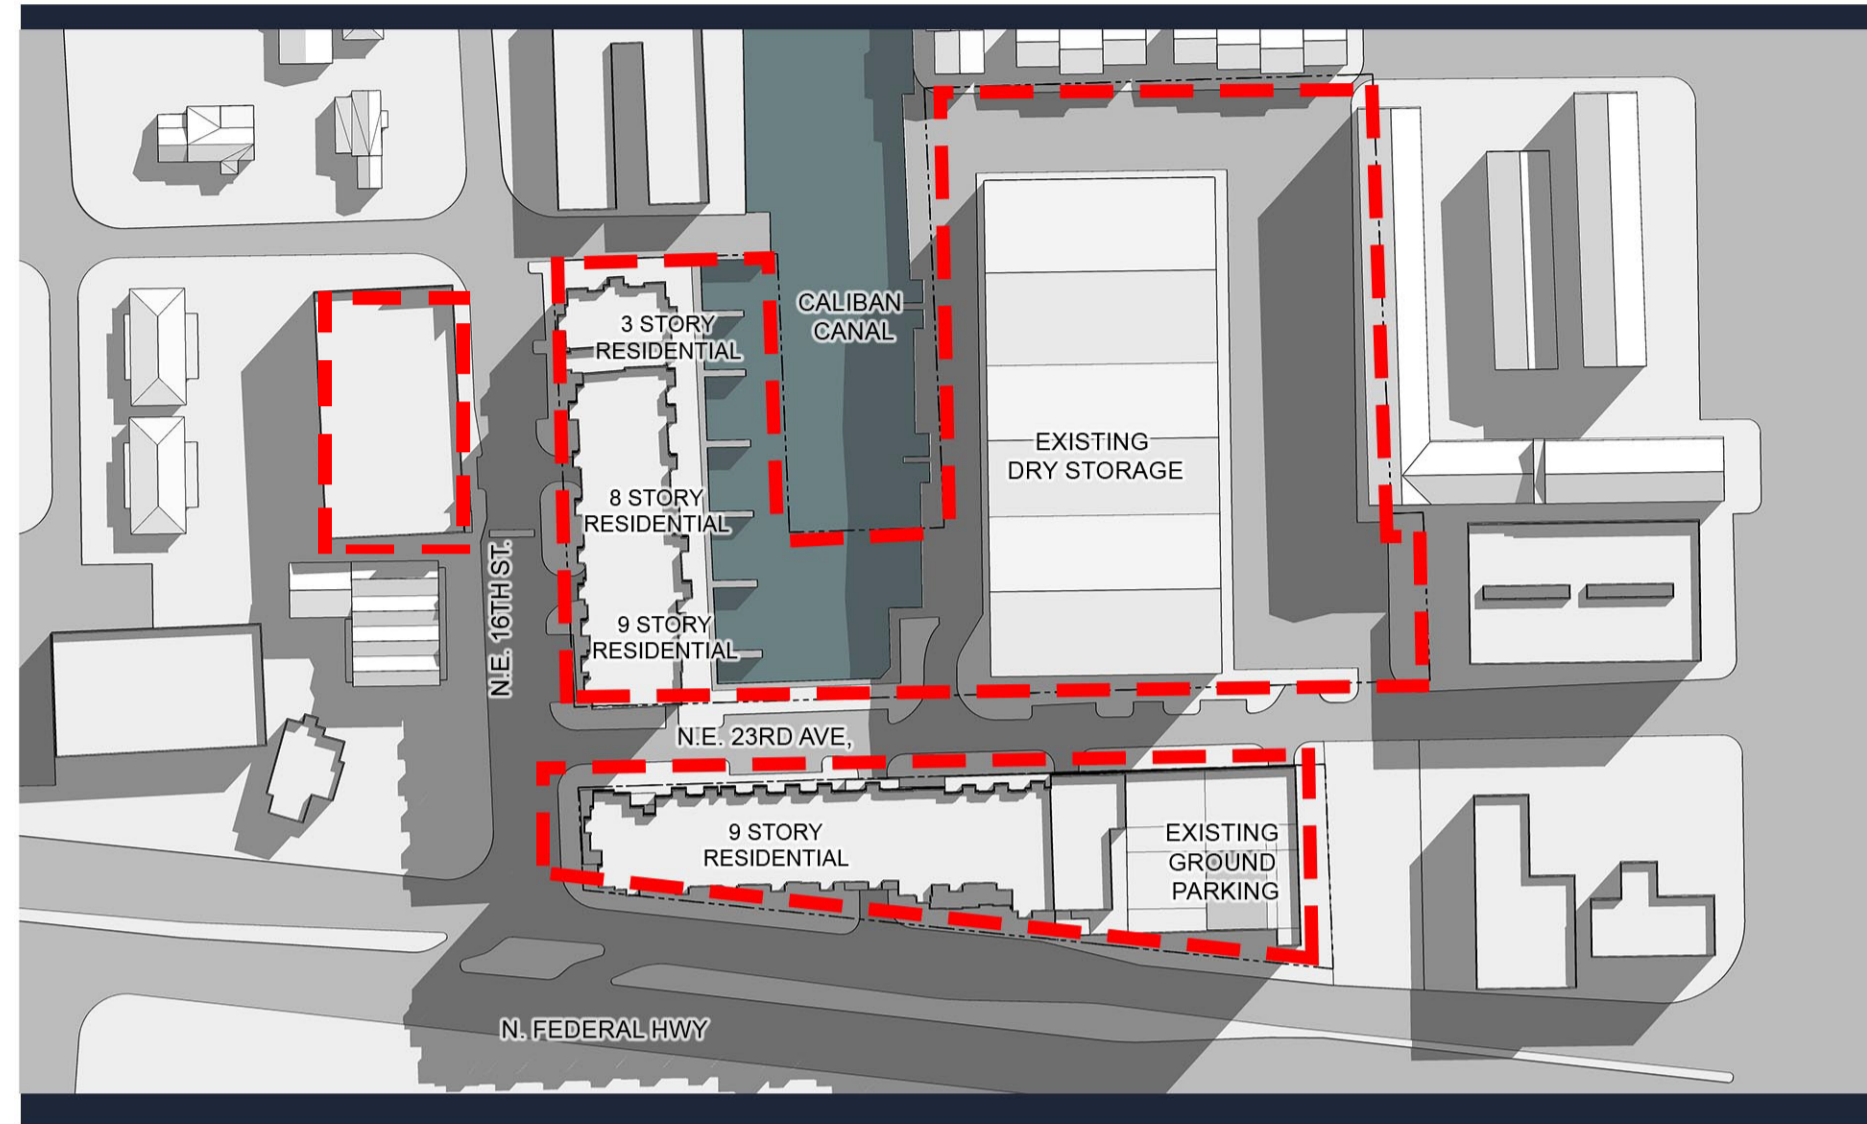 CALIBAN
CANAL
3 STORY
RESIDENTIAL
EXISTING
DRY STORAGE
8 STORY
RESIDENTIAL
N.E. 16TH ST.
9 STORY
RESIDENTIAL
N.E. 23RD AVE,
9 STORY
RESIDENTIAL
EXISTING
GROUND
PARKING
N. FEDERAL HWY